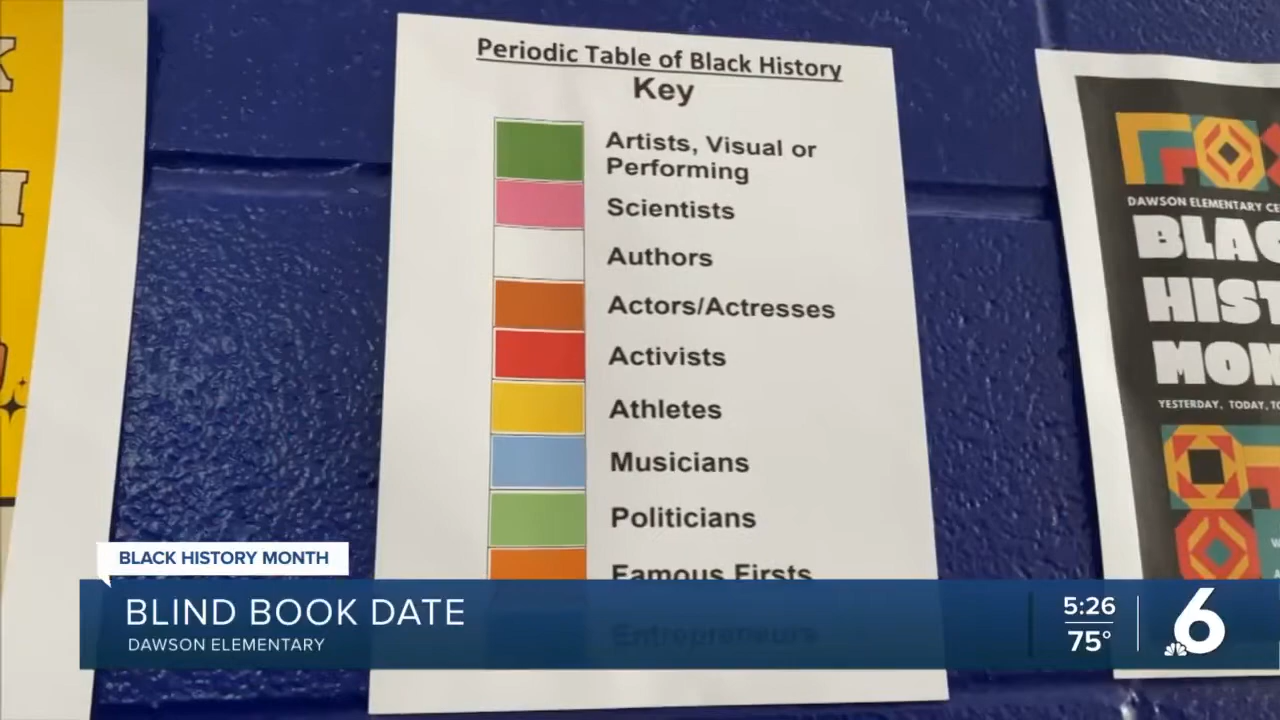 Periodic Table of Black History
Key
Artists, Visual or
Performing
Scientists
Authors
Actors/Actresses
Activists
Athletes
Musicians
Politicians
Famous Firsts
Entrepreneurs
DAWSON ELEMENTARY CE
BLAC
HIST
MON
YESTERDAY, TODAY, TO
BLACK HISTORY MONTH
BLIND BOOK DATE
DAWSON ELEMENTARY
5:26
75°
6